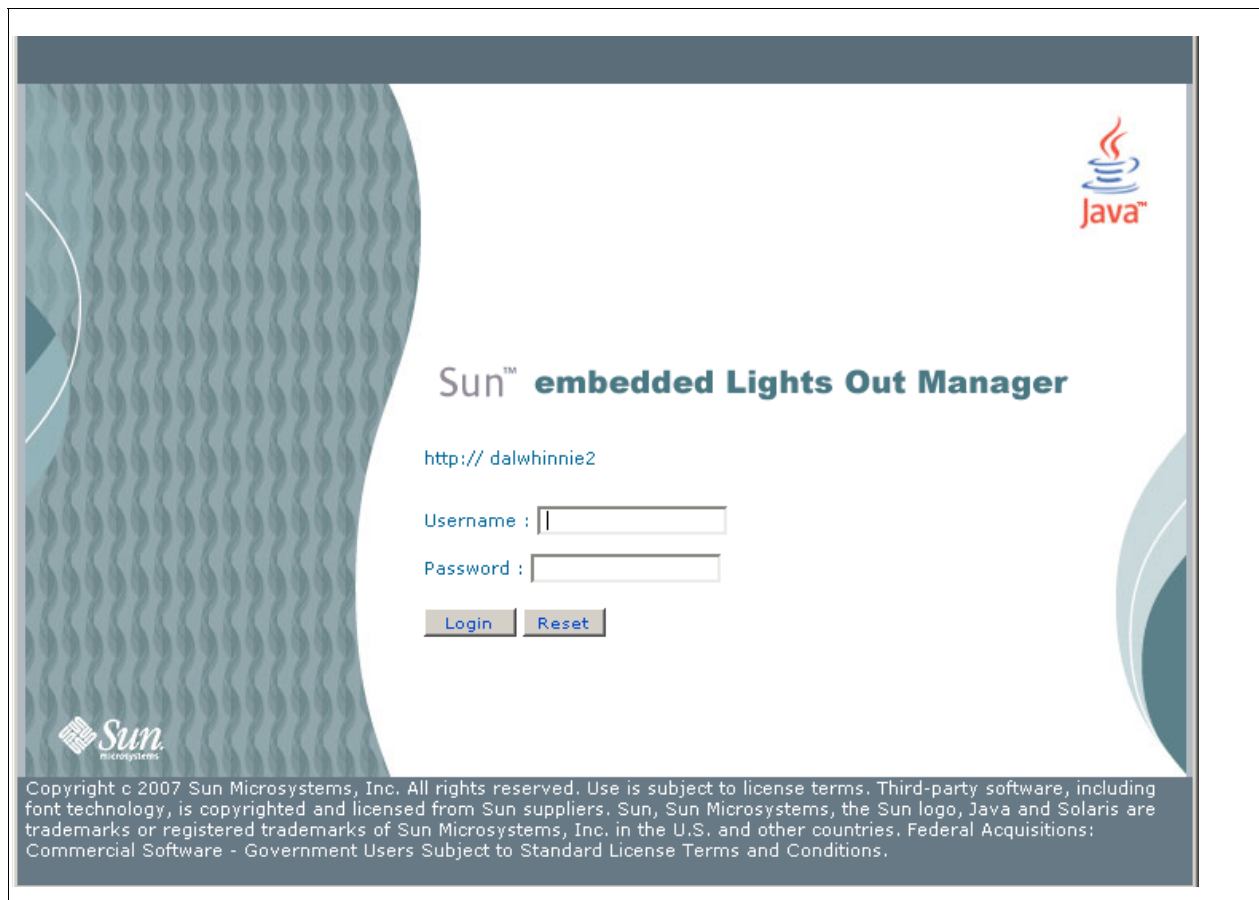 Java™
Sun™ embedded Lights Out Manager
http:// dalwhinnie2
Username :
Password :
Login Reset
Sun.
microsystems
Copyright c 2007 Sun Microsystems, Inc. All rights reserved. Use is subject to license terms. Third-party software, including
font technology, is copyrighted and licensed from Sun suppliers. Sun, Sun Microsystems, the Sun logo, Java and Solaris are
trademarks or registered trademarks of Sun Microsystems, Inc. in the U.S. and other countries. Federal Acquisitions:
Commercial Software - Government Users Subject to Standard License Terms and Conditions.